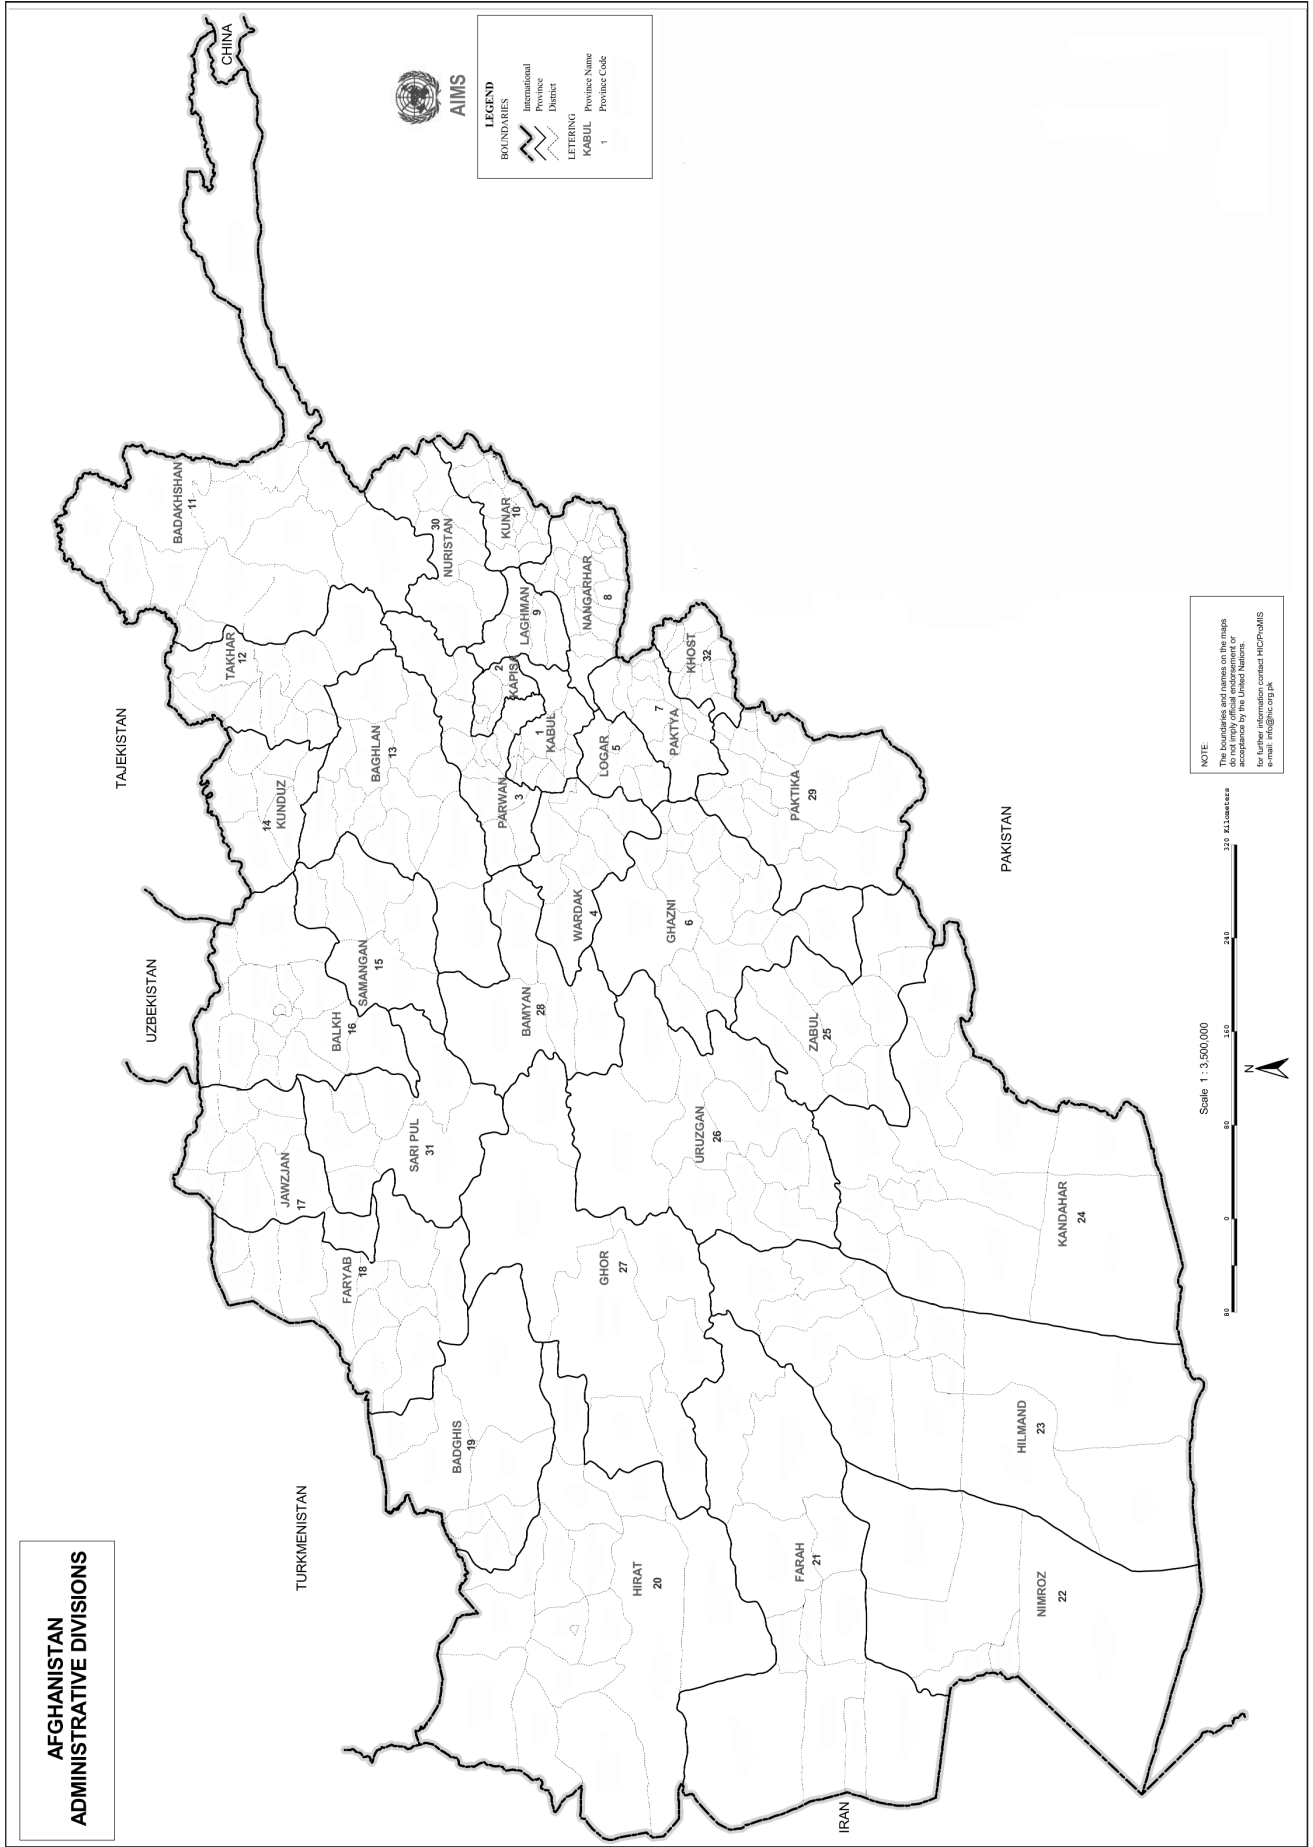 AFGHANISTAN
ADMINISTRATIVE DIVISIONS
TURKMENISTAN
UZBEKISTAN
TAJEKISTAN
CHINA
PAKISTAN
IRAN
AIMS
LEGEND
BOUNDARIES
International
Province
District
LETERING
KABUL Province Name
1 Province Code
BADAKHSHAN
11
TAKHAR
12
14
KUNDUZ
BAGHLAN
13
30
NURISTAN
KUNAR
10
LAGHMAN
9
NANGARHAR
8
2
KAPISA
1
KABUL
PARWAN
3
LOGAR
5
7
PAKTYA
KHOST
32
PAKTIKA
29
WARDAK
4
GHAZNI
6
SAMANGAN
15
BALKH
16
BAMYAN
28
ZABUL
25
URUZGAN
26
SARI PUL
31
JAWZJAN
17
FARYAB
18
GHOR
27
KANDAHAR
24
BADGHIS
19
HILMAND
23
HIRAT
20
FARAH
21
NIMROZ
22
NOTE:
The boundaries and names on the maps
do not imply official endorsement or
acceptance by the United Nations.
for further information contact HIC/ProMIS
e-mail: info@hic.org.pk
Scale 1 : 3,500,000
80 0 80 160 240 320 Kilometers
N